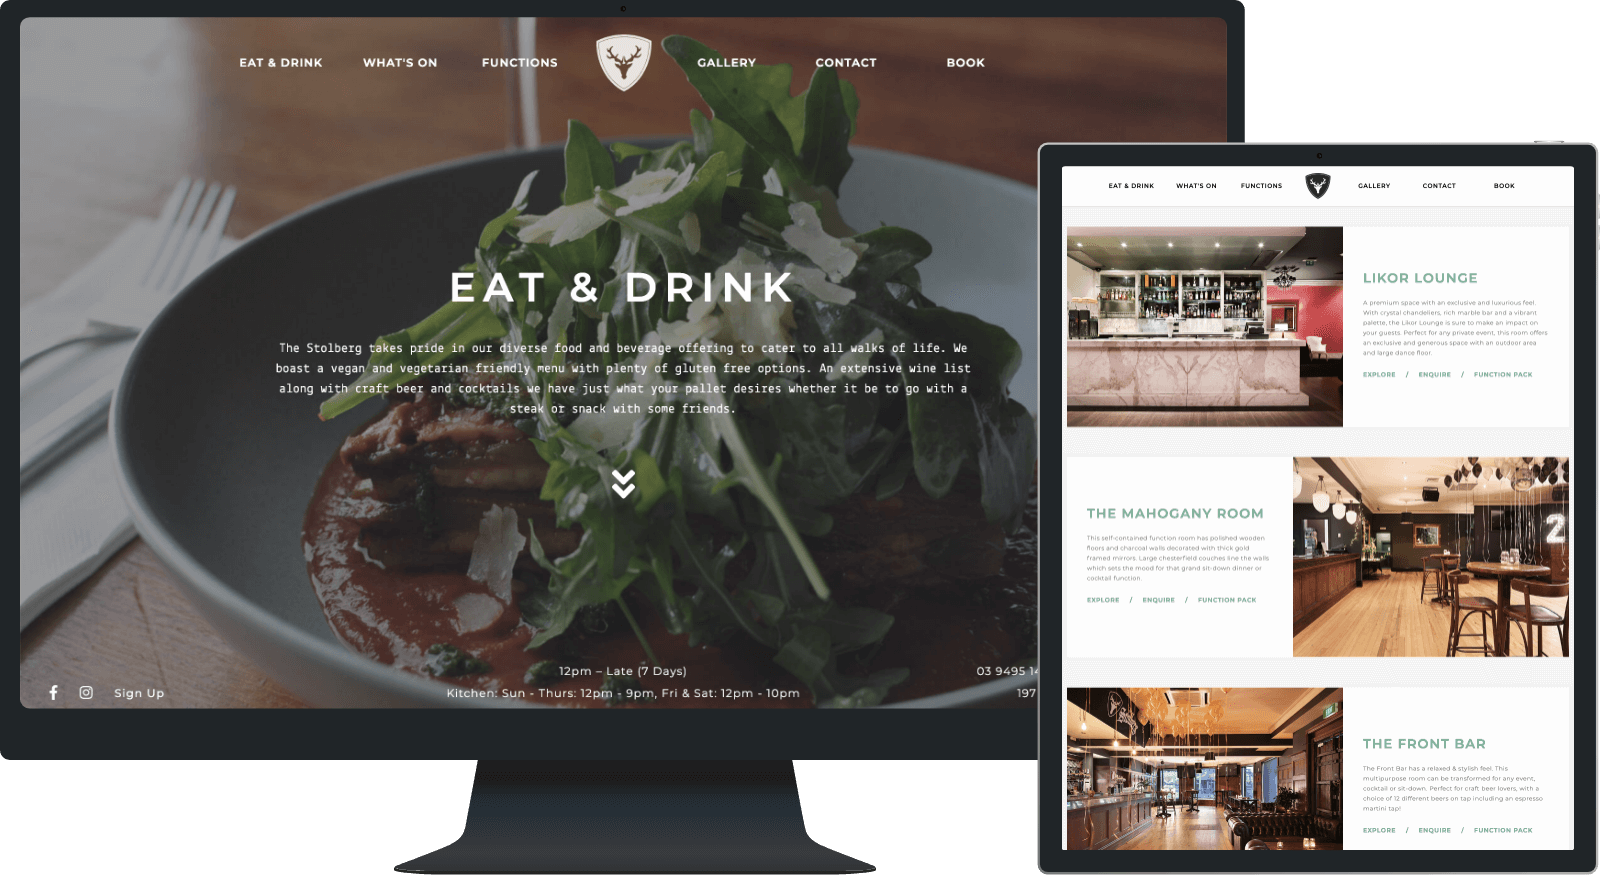 EAT & DRINK
WHAT'S ON
FUNCTIONS
GALLERY
CONTACT
BOOK
EAT & DRINK
The Stolberg takes pride in our diverse food and beverage offering to cater to all walks of life. We
boast a vegan and vegetarian friendly menu with plenty of gluten free options. An extensive wine list
along with craft beer and cocktails we have just what your pallet desires whether it be to go with a
steak or snack with some friends.
12pm – Late (7 Days)
Kitchen: Sun - Thurs: 12pm - 9pm, Fri & Sat: 12pm - 10pm
Sign Up
03 9495 14
197
EAT & DRINK
WHAT'S ON
FUNCTIONS
GALLERY
CONTACT
BOOK
LIKOR LOUNGE
A premium space with an exclusive and luxurious feel.
With crystal chandeliers, rich marble bar and a vibrant
palette, the Likor Lounge is sure to make an impact on
your guests. Perfect for any private event, this room offers
an exclusive and generous space with an outdoor area
and large dance floor.
EXPLORE / ENQUIRE / FUNCTION PACK
THE MAHOGANY ROOM
This self-contained function room has polished wooden
floors and charcoal walls decorated with thick gold
framed mirrors. Large chesterfield couches line the walls
which sets the mood for that grand sit-down dinner or
cocktail function.
EXPLORE / ENQUIRE / FUNCTION PACK
2
THE FRONT BAR
The Front Bar has a relaxed & stylish feel. This
multipurpose room can be transformed for any event,
cocktail or sit-down. Perfect for craft beer lovers, with a
choice of 12 different beers on tap including an espresso
martini tap!
EXPLORE / ENQUIRE / FUNCTION PACK